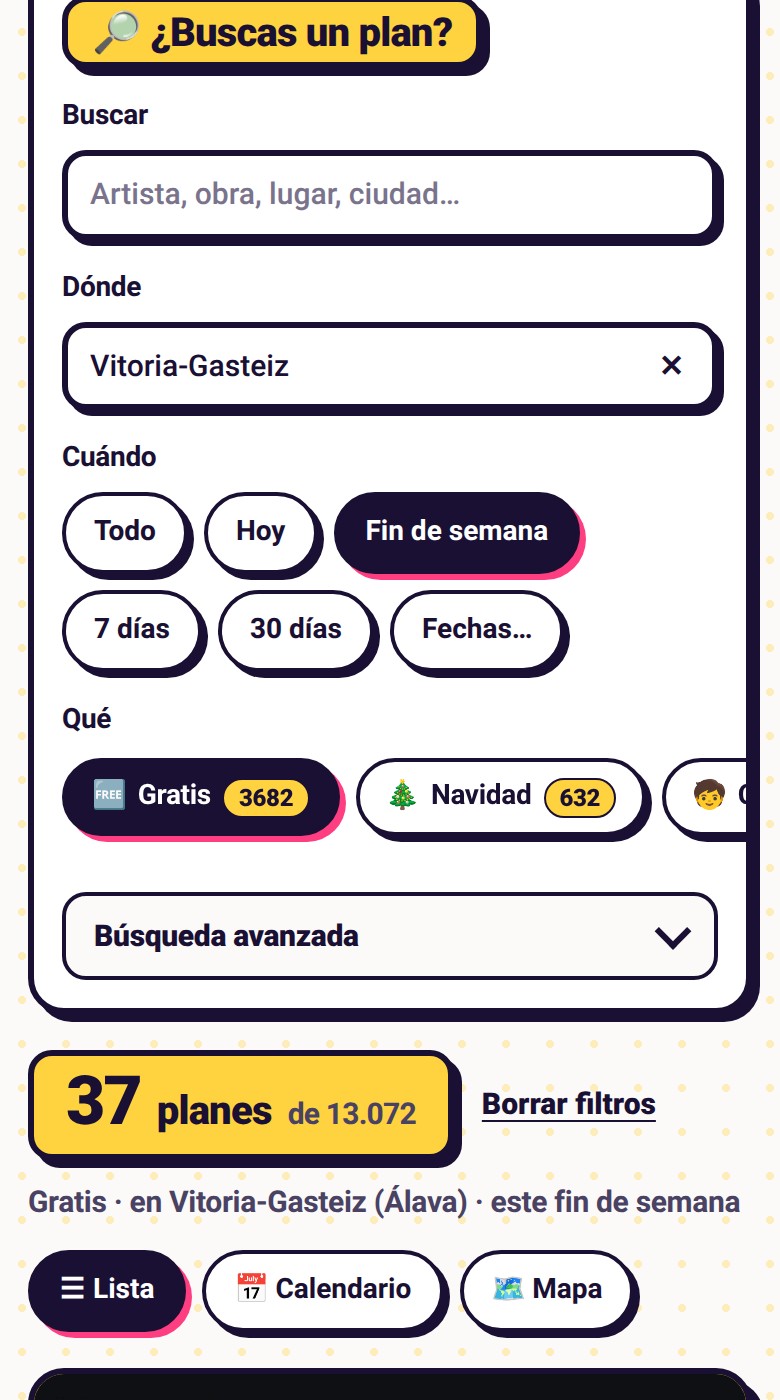 ¿Buscas un plan?
Buscar
Artista, obra, lugar, ciudad...
Dónde
Vitoria-Gasteiz ✕
Cuándo
Todo Hoy Fin de semana
7 días 30 días Fechas...
Qué
FREE Gratis 3682 Navidad 632
Búsqueda avanzada
37 planes de 13.072 Borrar filtros
Gratis · en Vitoria-Gasteiz (Álava) · este fin de semana
☰ Lista July 17 Calendario Mapa